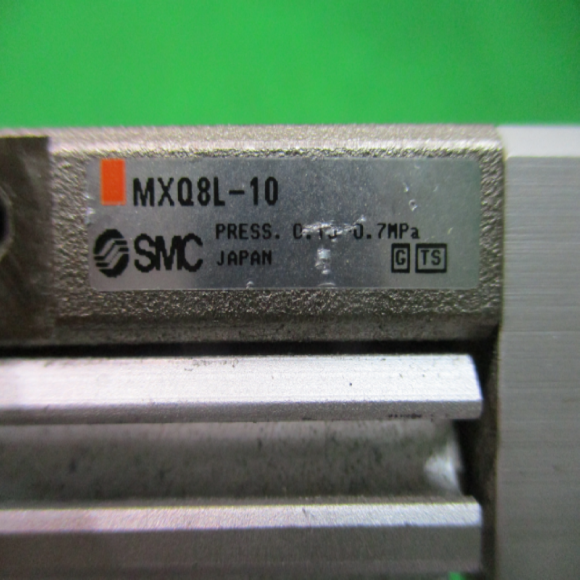 MXQ8L-10
SMC PRESS. 0.7MPa
JAPAN G TS